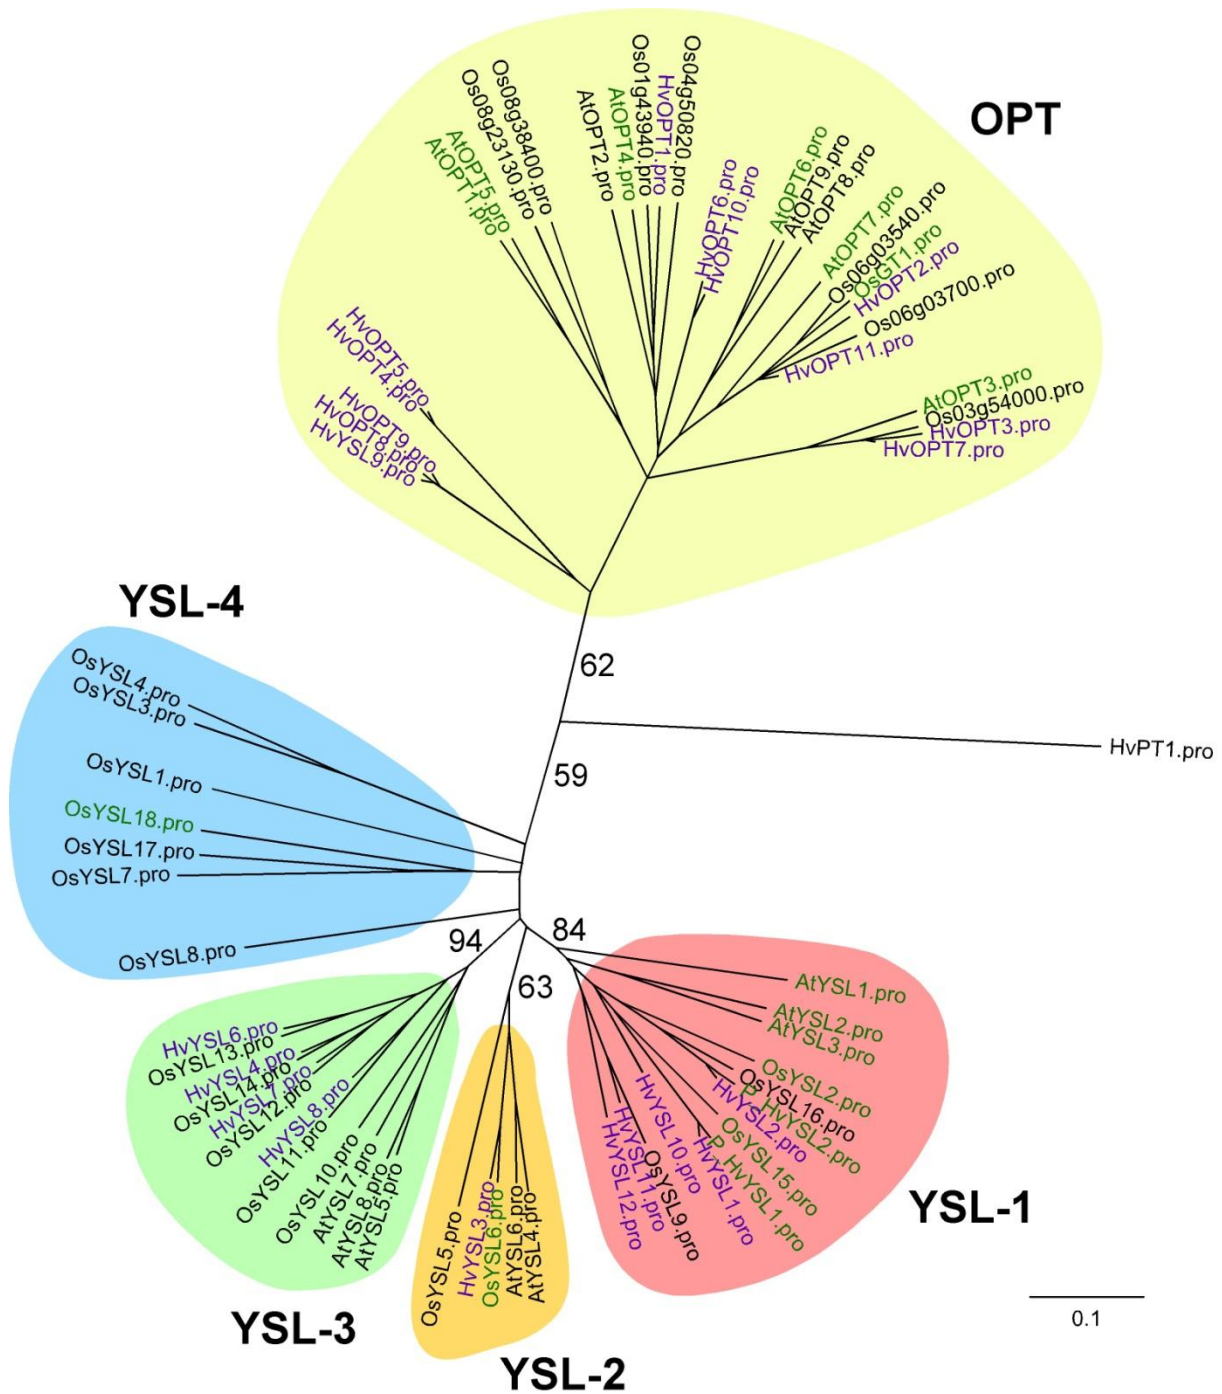 OPT
Os08g38400.pro
Os08g23130.pro
AtOPT5.pro
AtOPT1.pro
AtOPT2.pro
AtOPT4.pro
Os01g43940.pro
HvOPT1.pro
Os04g50820.pro
HvOPT6.pro
HvOPT10.pro
AtOPT6.pro
AtOPT9.pro
AtOPT8.pro
AtOPT7.pro
Os06g03540.pro
OsGT1.pro
HvOPT2.pro
Os06g03700.pro
HvOPT11.pro
AtOPT3.pro
Os03g54000.pro
HvOPT3.pro
HvOPT7.pro
HvOPT5.pro
HvOPT4.pro
HvOPT9.pro
HvOPT8.pro
HvYSL9.pro
62
HvPT1.pro
59
YSL-4
OsYSL4.pro
OsYSL3.pro
OsYSL1.pro
OsYSL18.pro
OsYSL17.pro
OsYSL7.pro
OsYSL8.pro
94
84
63
HvYSL6.pro
OsYSL13.pro
HvYSL4.pro
OsYSL14.pro
HvYSL7.pro
OsYSL12.pro
HvYSL8.pro
OsYSL11.pro
OsYSL10.pro
AtYSL7.pro
AtYSL8.pro
AtYSL5.pro
YSL-3
OsYSL5.pro
HvYSL3.pro
OsYSL6.pro
AtYSL6.pro
AtYSL4.pro
YSL-2
AtYSL1.pro
AtYSL2.pro
AtYSL3.pro
OsYSL2.pro
OsYSL16.pro
P_HvYSL2.pro
HvYSL2.pro
OsYSL15.pro
P_HvYSL1.pro
HvYSL1.pro
HvYSL10.pro
OsYSL9.pro
HvYSL11.pro
HvYSL12.pro
YSL-1
0.1